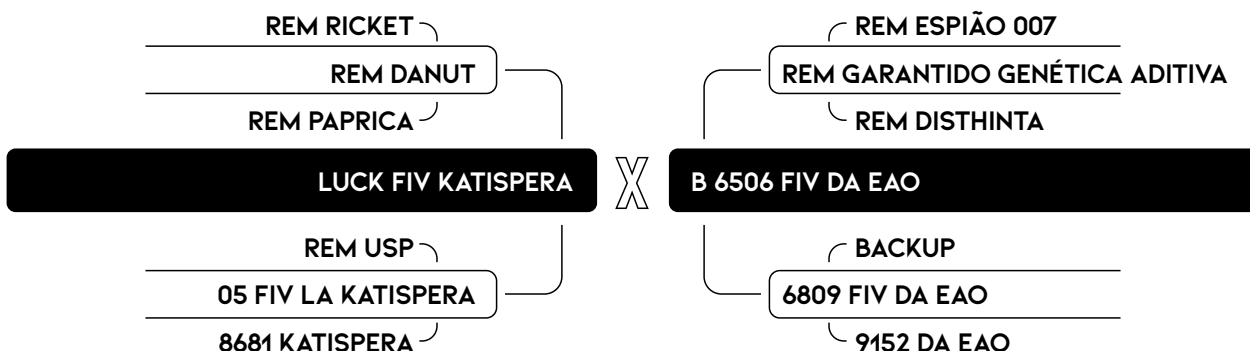 REM RICKET
REM DANUT
REM PAPRICA
LUCK FIV KATISPERA
REM USP
05 FIV LA KATISPERA
8681 KATISPERA
X
REM ESPIÃO 007
REM GARANTIDO GENÉTICA ADITIVA
REM DISTHINTA
B 6506 FIV DA EAO
BACKUP
6809 FIV DA EAO
9152 DA EAO